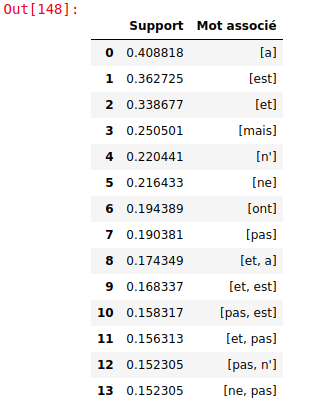 Out[148]:
Support Mot associé
0 0.408818 [a]
1 0.362725 [est]
2 0.338677 [et]
3 0.250501 [mais]
4 0.220441 [n']
5 0.216433 [ne]
6 0.194389 [ont]
7 0.190381 [pas]
8 0.174349 [et, a]
9 0.168337 [et, est]
10 0.158317 [pas, est]
11 0.156313 [et, pas]
12 0.152305 [pas, n']
13 0.152305 [ne, pas]